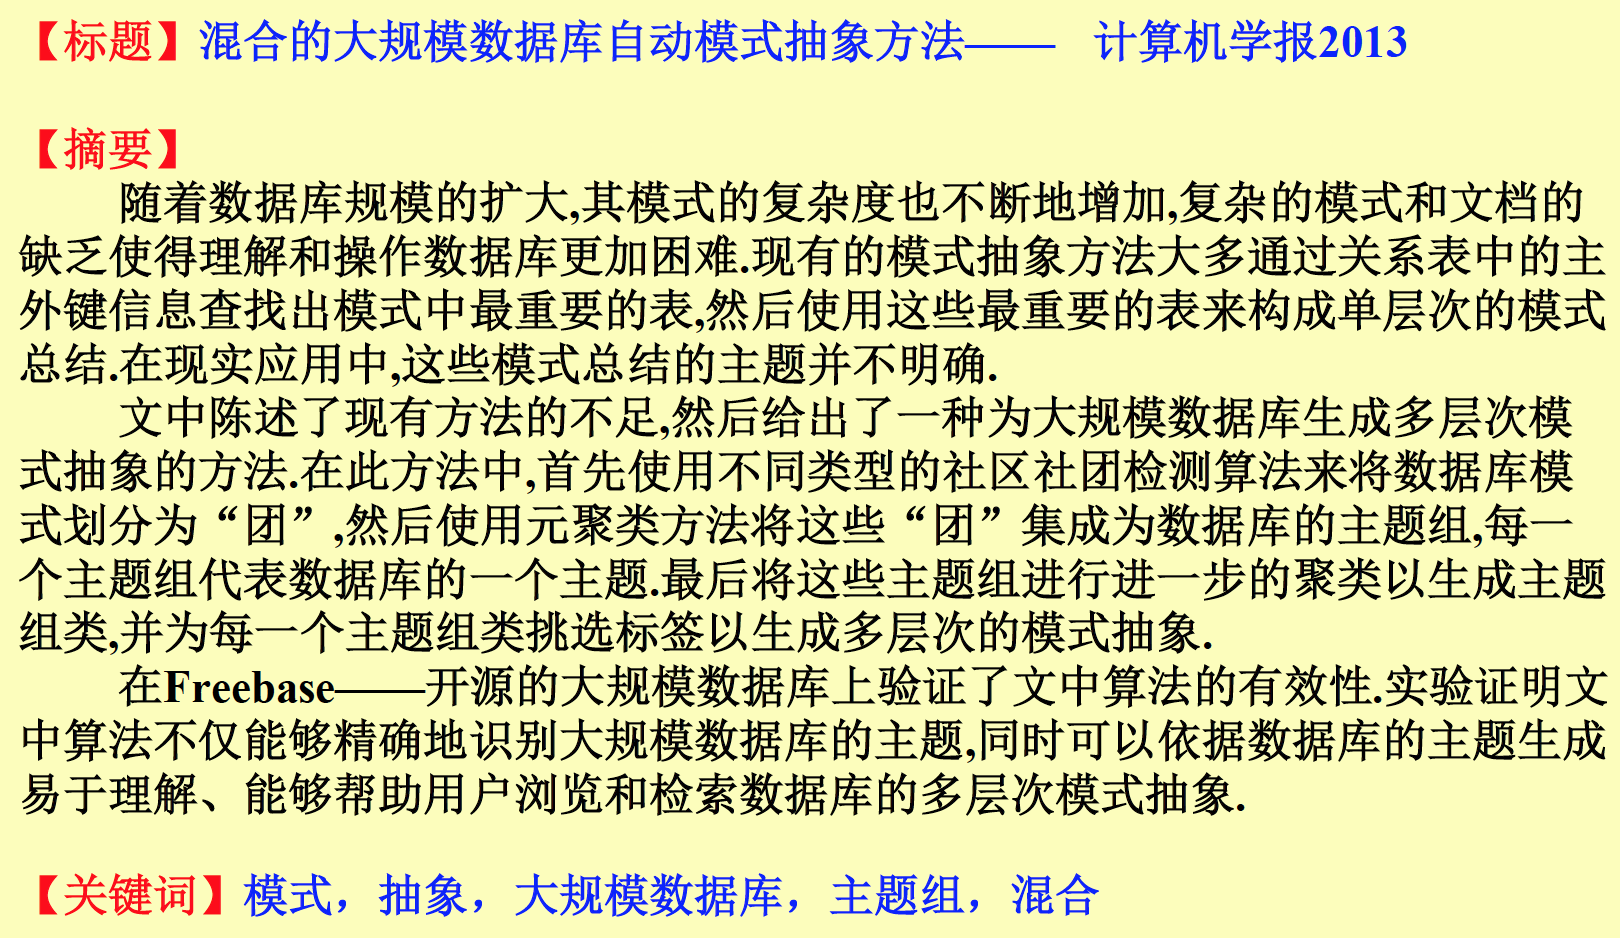 【标题】混合的大规模数据库自动模式抽象方法—— 计算机学报2013
【摘要】
随着数据库规模的扩大,其模式的复杂度也不断地增加,复杂的模式和文档的
缺乏使得理解和操作数据库更加困难.现有的模式抽象方法大多通过关系表中的主
外键信息查找出模式中最重要的表,然后使用这些最重要的表来构成单层次的模式
总结.在现实应用中,这些模式总结的主题并不明确.
文中陈述了现有方法的不足,然后给出了一种为大规模数据库生成多层次模
式抽象的方法.在此方法中,首先使用不同类型的社区社团检测算法来将数据库模
式划分为“团”,然后使用元聚类方法将这些“团”集成为数据库的主题组,每一
个主题组代表数据库的一个主题.最后将这些主题组进行进一步的聚类以生成主题
组类,并为每一个主题组类挑选标签以生成多层次的模式抽象.
在Freebase——开源的大规模数据库上验证了文中算法的有效性.实验证明文
中算法不仅能够精确地识别大规模数据库的主题,同时可以依据数据库的主题生成
易于理解、能够帮助用户浏览和检索数据库的多层次模式抽象.
【关键词】模式，抽象，大规模数据库，主题组，混合